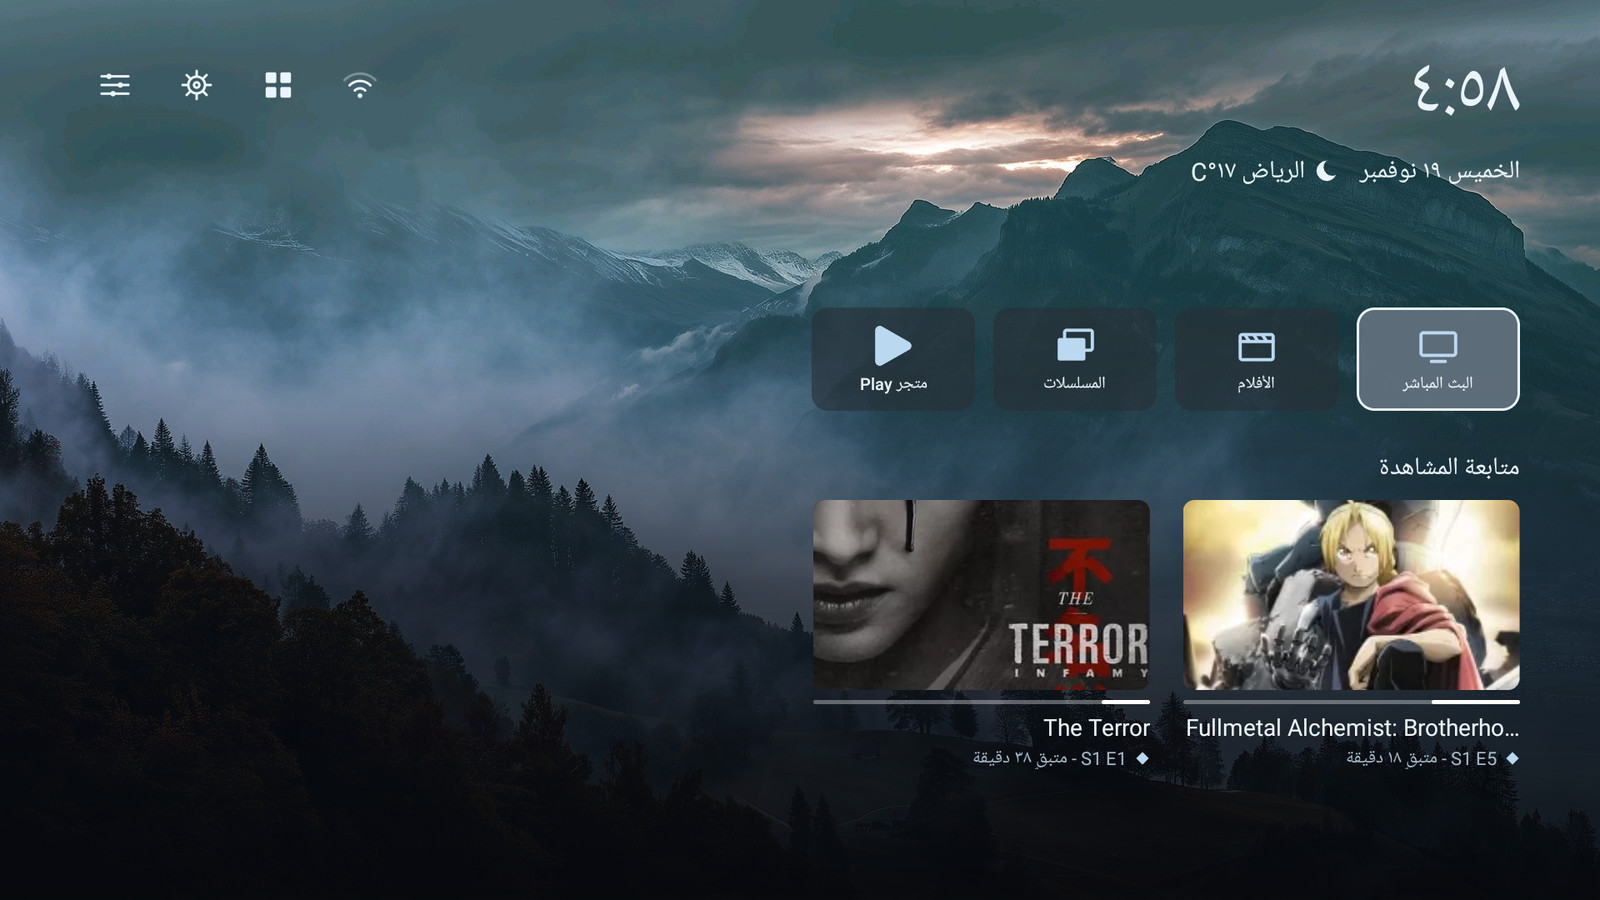 ٤:٥٨
الخميس ١٩ نوفمبر
الرياض ١٧°C
البث المباشر
الأفلام
المسلسلات
متجر Play
متابعة المشاهدة
不
THE
TERROR
INFAMY
Fullmetal Alchemist: Brotherho...
S1 E5 - متبقٍ ١٨ دقيقة
The Terror
S1 E1 - متبقٍ ٣٨ دقيقة